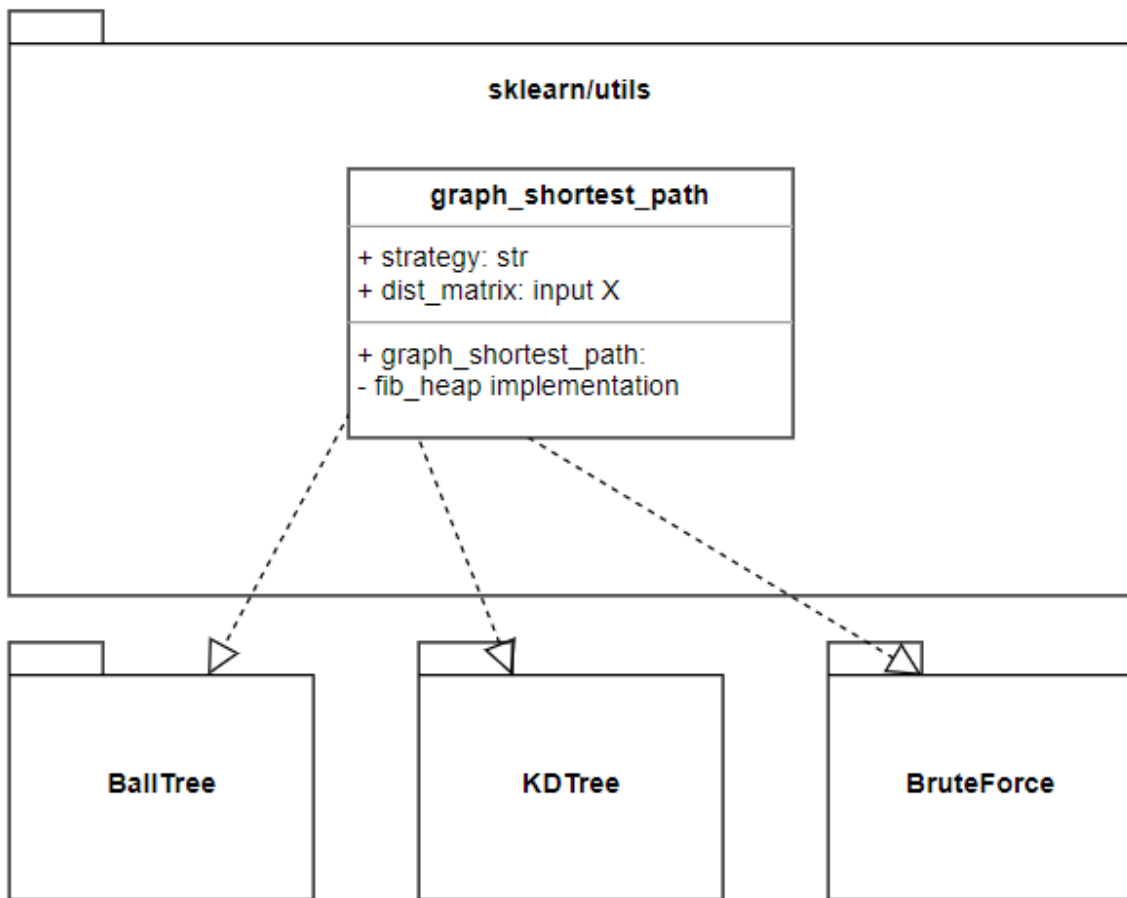 sklearn/utils
graph_shortest_path
+ strategy: str
+ dist_matrix: input X
+ graph_shortest_path:
- fib_heap implementation
BallTree
KDTree
BruteForce